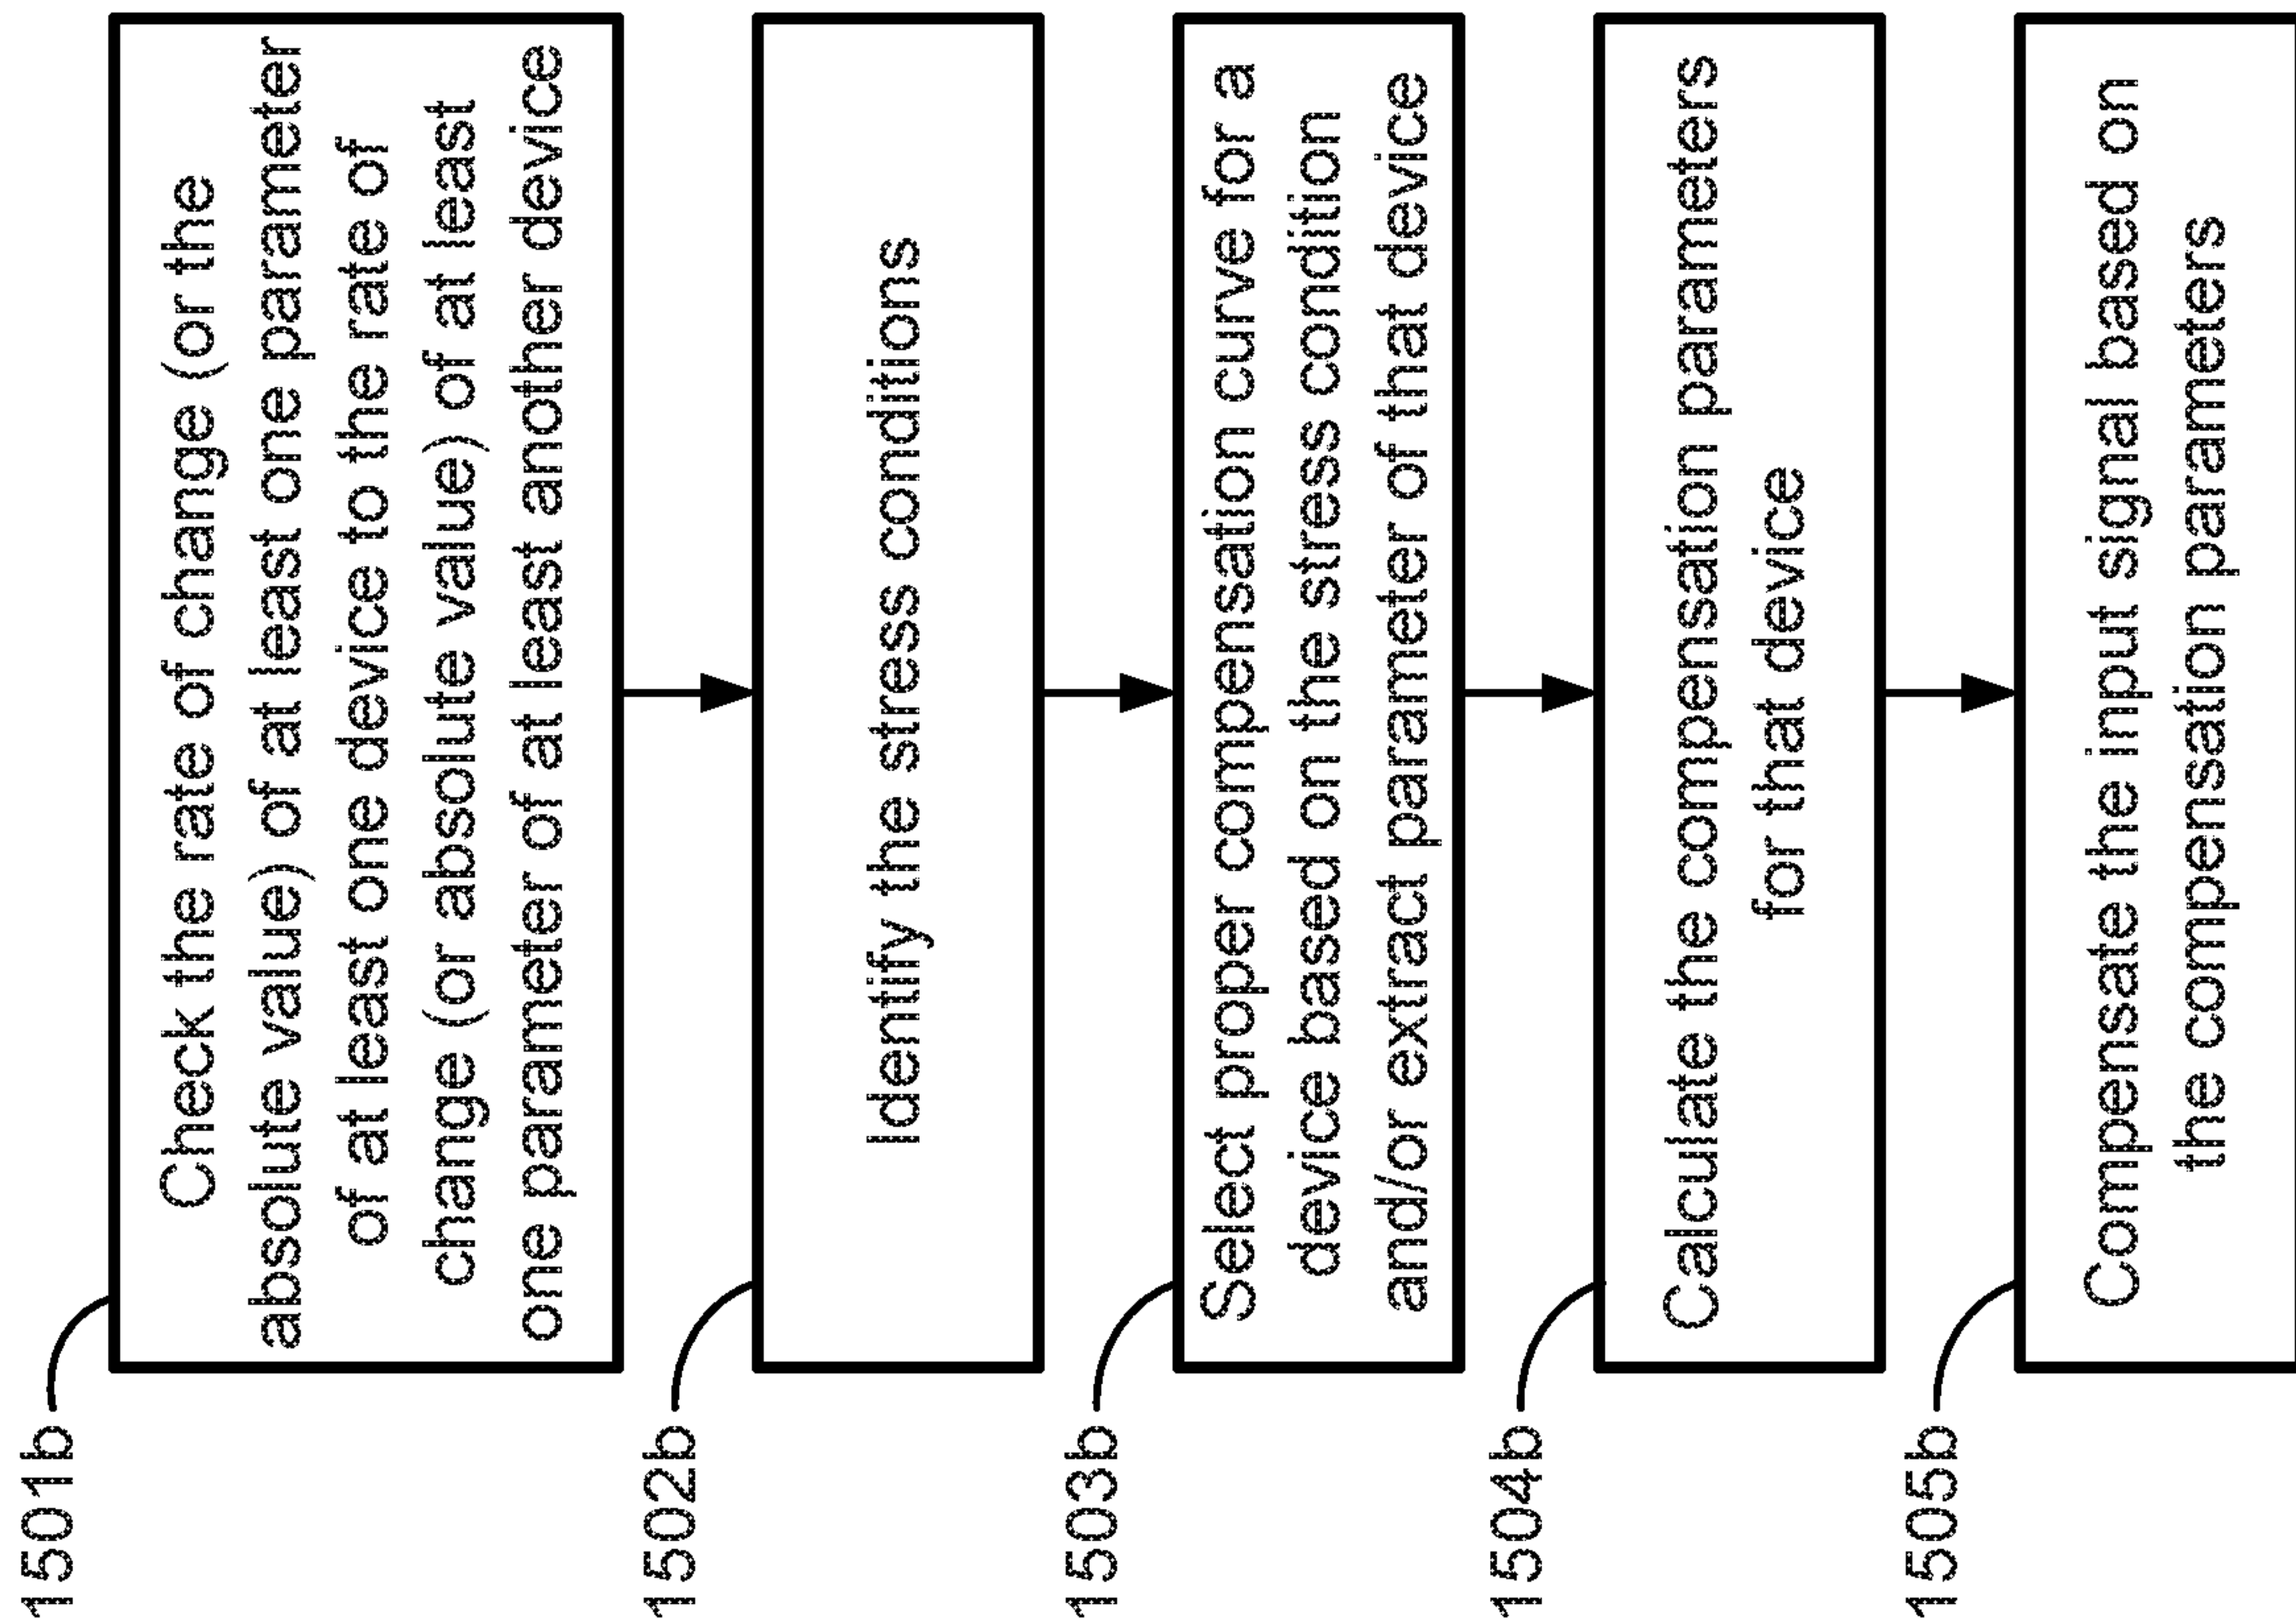 1501b
Check the rate of change (or the
absolute value) of at least one parameter
of at least one device to the rate of
change (or absolute value) of at least
one parameter of at least another device
1502b
Identify the stress conditions
1503b
Select proper compensation curve for a
device based on the stress condition
and/or extract parameter of that device
1504b
Calculate the compensation parameters
for that device
1505b
Compensate the input signal based on
the compensation parameters